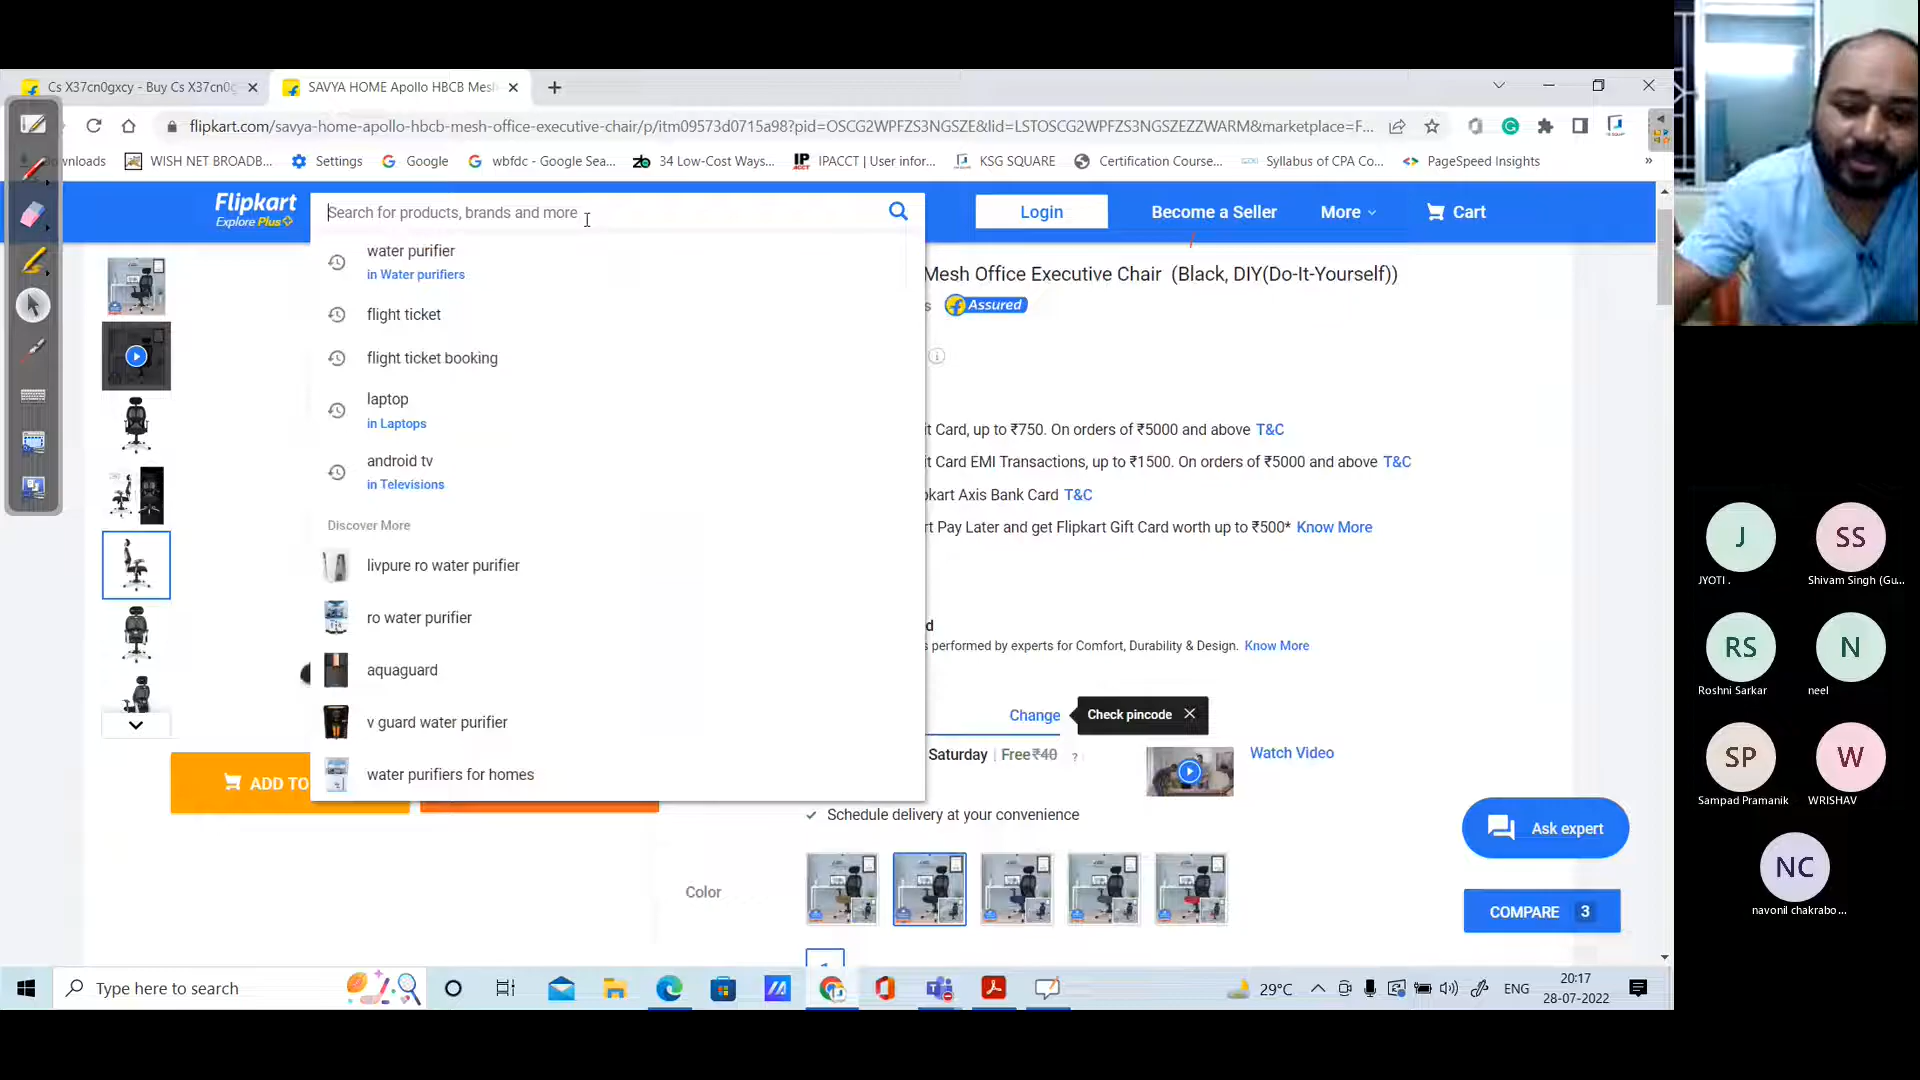 Cs X37cn0gxcy - Buy Cs X37cn0g
SAVYA HOME Apollo HBCB Mesh
flipkart.com/savya-home-apollo-hbcb-mesh-office-executive-chair/p/itm09573d0715a98?pid=OSCG2WPFZS3NGSZE&lid=LSTOSCG2WPFZS3NGSZEZZWARM&marketplace=F...
WISH NET BROADB...
Settings
Google
wbfdc - Google Sea...
34 Low-Cost Ways...
IPACCT | User infor...
KSG SQUARE
Certification Course...
Syllabus of CPA Co...
PageSpeed Insights
»
Flipkart
Explore Plus
Search for products, brands and more
Login
Become a Seller
More
Cart
water purifier
in Water purifiers
flight ticket
flight ticket booking
laptop
in Laptops
android tv
in Televisions
Discover More
livpure ro water purifier
ro water purifier
aquaguard
v guard water purifier
water purifiers for homes
Mesh Office Executive Chair (Black, DIY(Do-It-Yourself))
Assured
it Card, up to ₹750. On orders of ₹5000 and above T&C
it Card EMI Transactions, up to ₹1500. On orders of ₹5000 and above T&C
pkart Axis Bank Card T&C
rt Pay Later and get Flipkart Gift Card worth up to ₹500* Know More
d
s performed by experts for Comfort, Durability & Design. Know More
Change
Check pincode
Saturday | Free ₹40 ?
Watch Video
ADD TO
Schedule delivery at your convenience
Color
Ask expert
COMPARE 3
J
JYOTI .
SS
Shivam Singh (Gu...
RS
Roshni Sarkar
N
neel
SP
Sampad Pramanik
W
WRISHAV
NC
navonil chakrabo...
Type here to search
29°C
ENG
20:17
28-07-2022